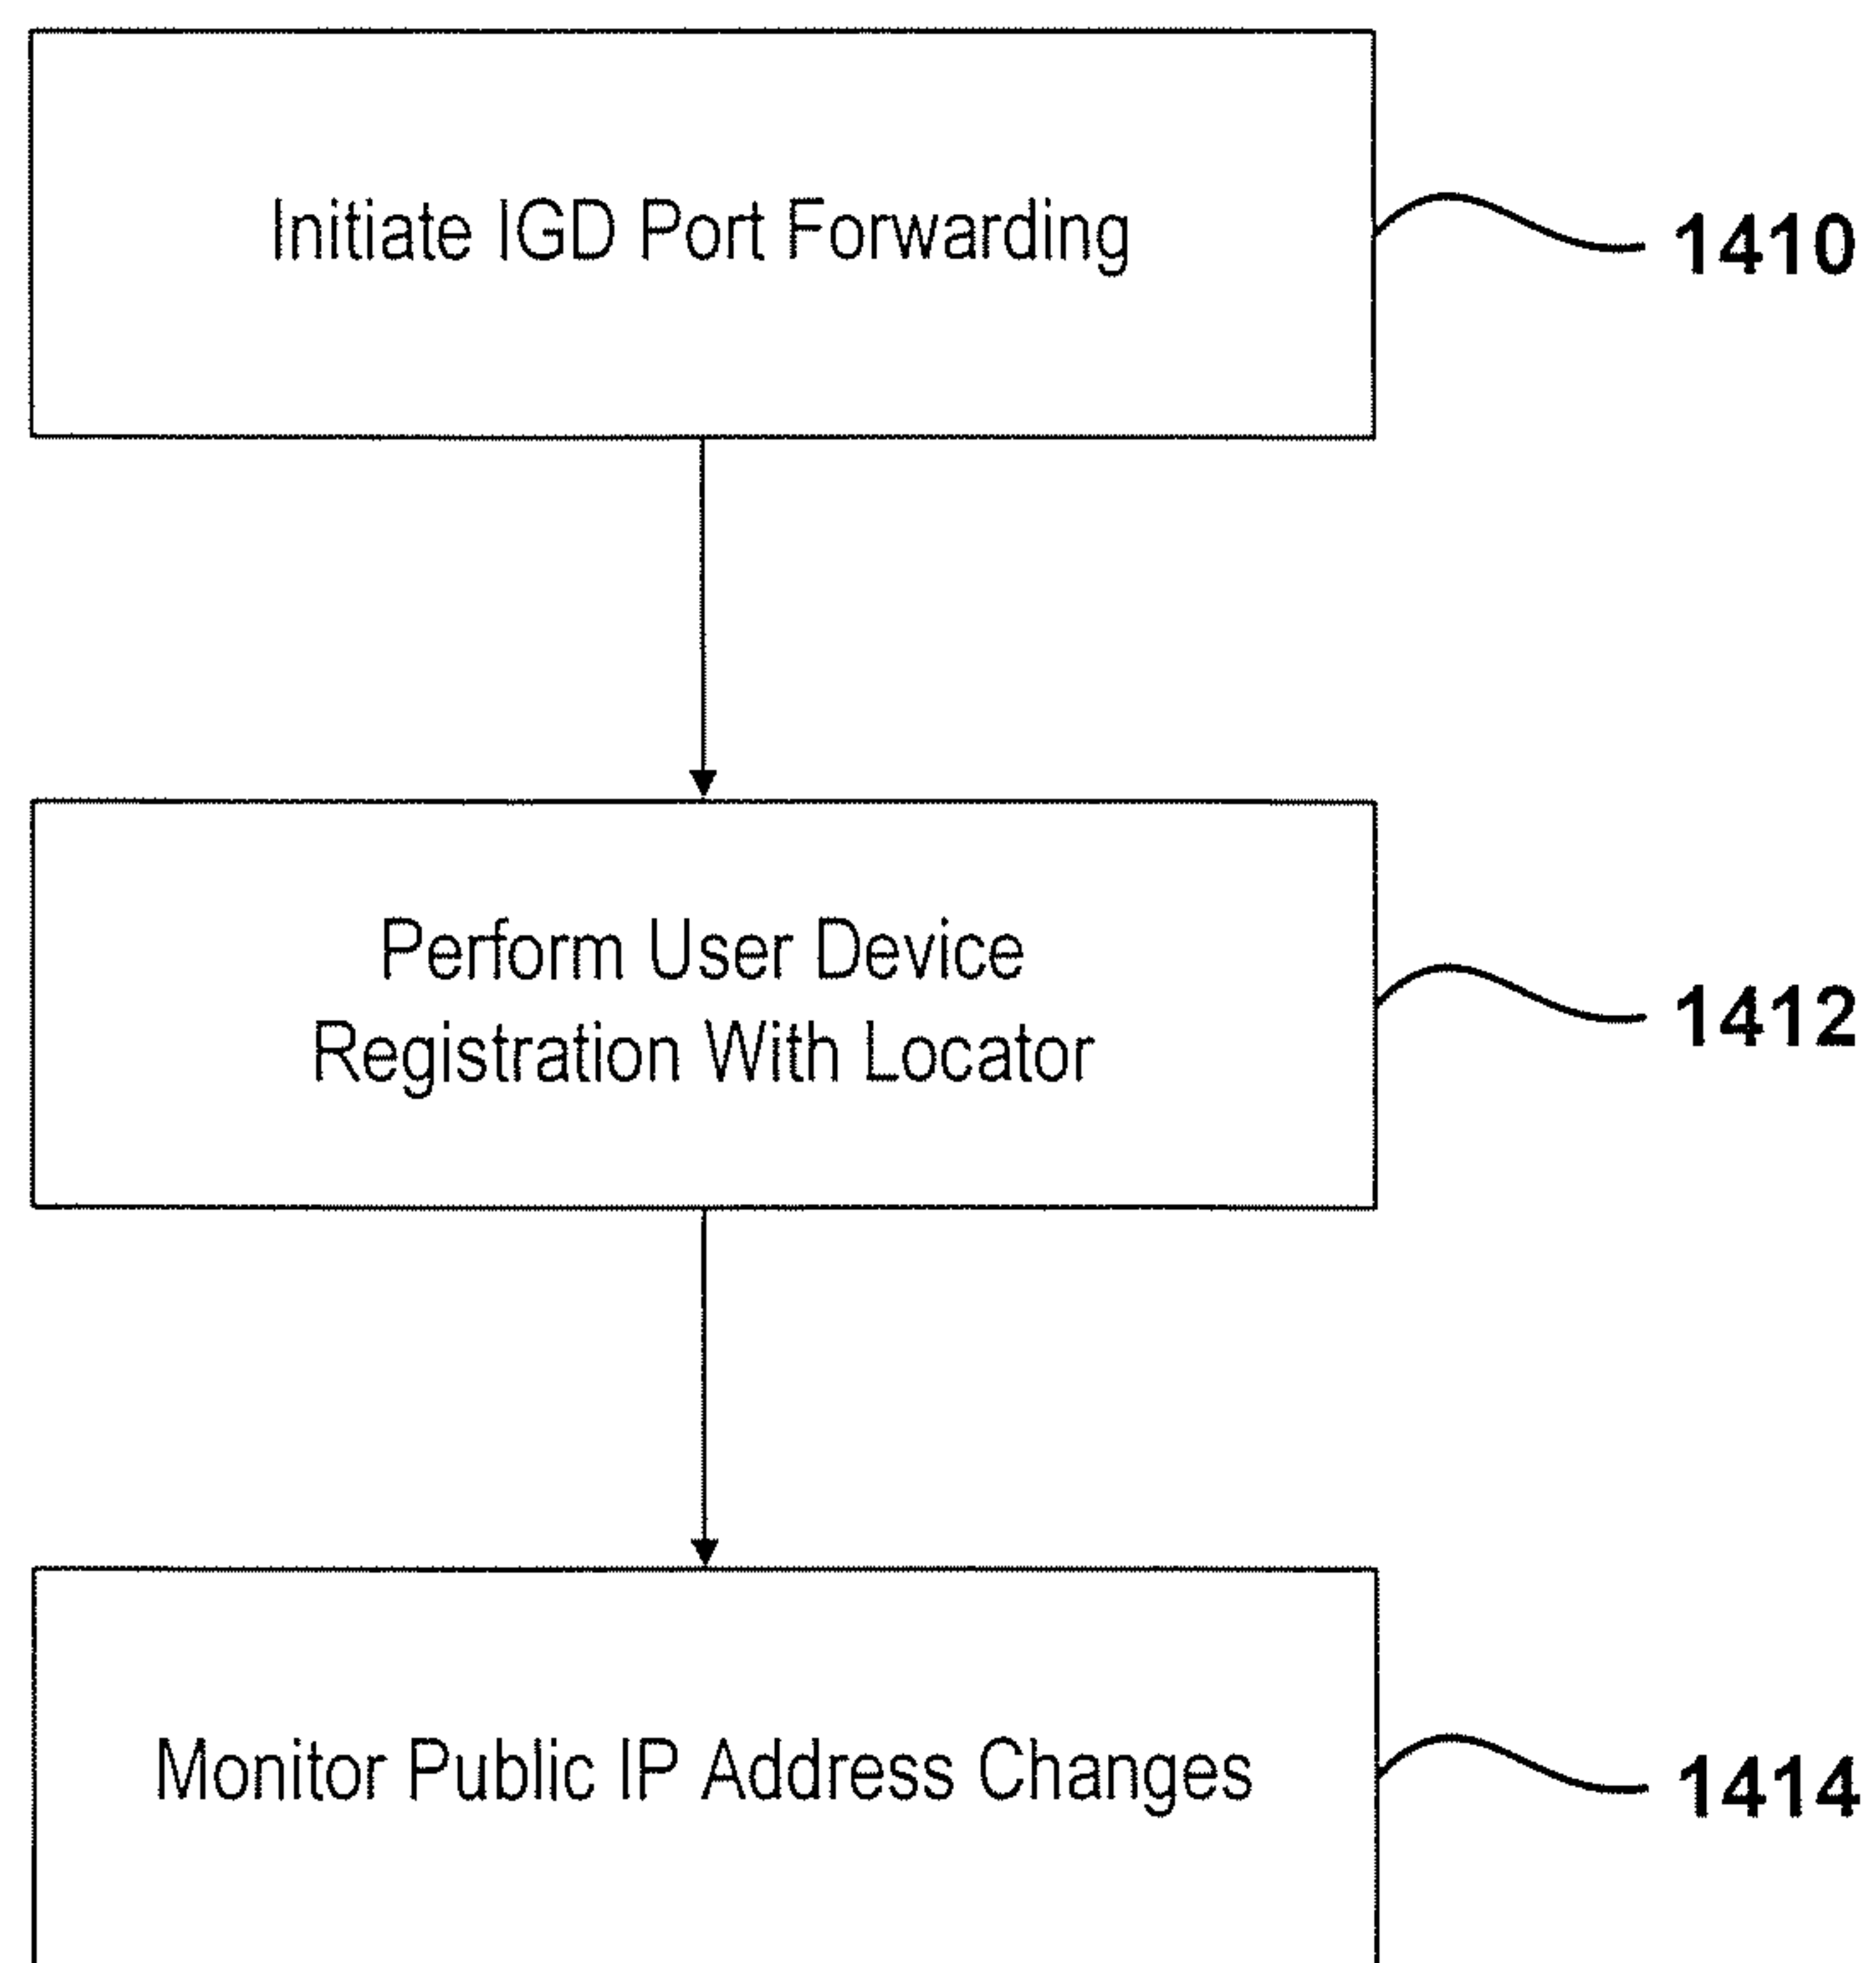 Initiate IGD Port Forwarding
1410
Perform User Device
Registration With Locator
1412
Monitor Public IP Address Changes
1414